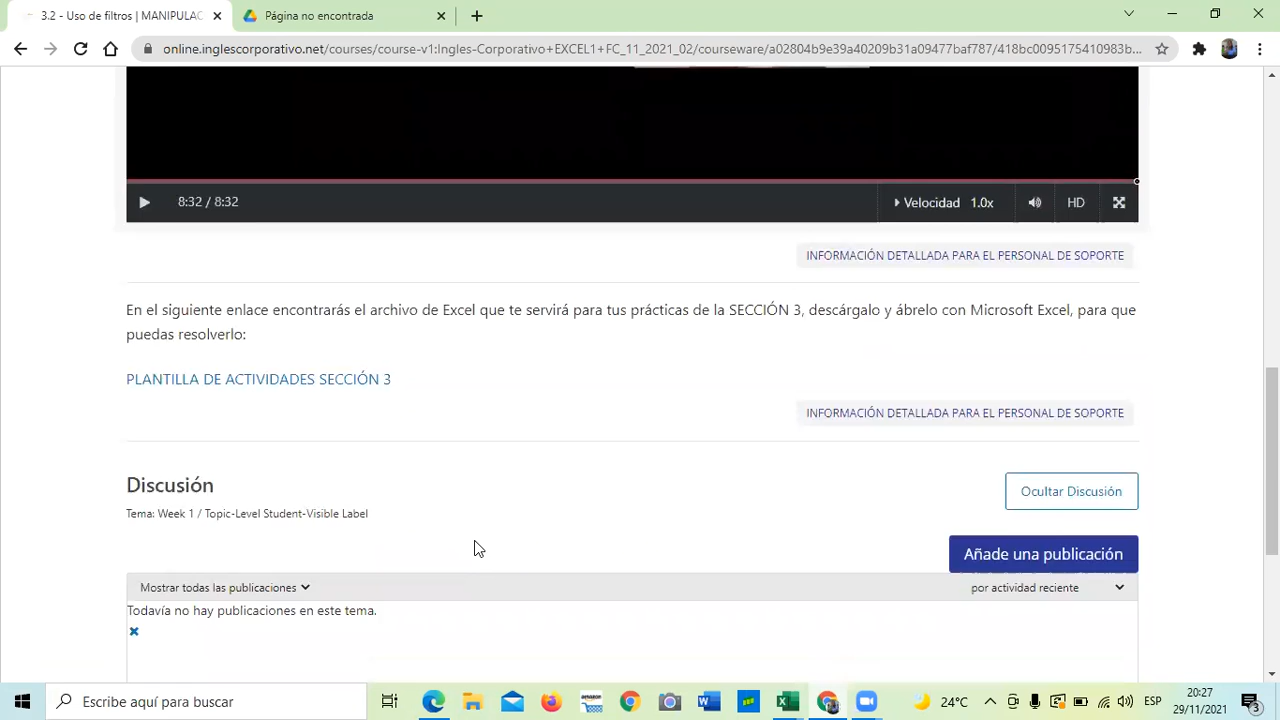 3.2 - Uso de filtros | MANIPULAC
Página no encontrada
online.inglescorporativo.net/courses/course-v1:Ingles-Corporativo+EXCEL1+FC_11_2021_02/courseware/a02804b9e39a40209b31a09477baf787/418bc0095175410983b...
8:32 / 8:32
Velocidad 1.0x
HD
INFORMACIÓN DETALLADA PARA EL PERSONAL DE SOPORTE
En el siguiente enlace encontrarás el archivo de Excel que te servirá para tus prácticas de la SECCIÓN 3, descárgalo y ábrelo con Microsoft Excel, para que
puedas resolverlo:
PLANTILLA DE ACTIVIDADES SECCIÓN 3
INFORMACIÓN DETALLADA PARA EL PERSONAL DE SOPORTE
Discusión
Ocultar Discusión
Tema: Week 1 / Topic-Level Student-Visible Label
Añade una publicación
Mostrar todas las publicaciones
por actividad reciente
Todavía no hay publicaciones en este tema.
Escribe aquí para buscar
amazon
24°C
ESP
20:27
29/11/2021
3